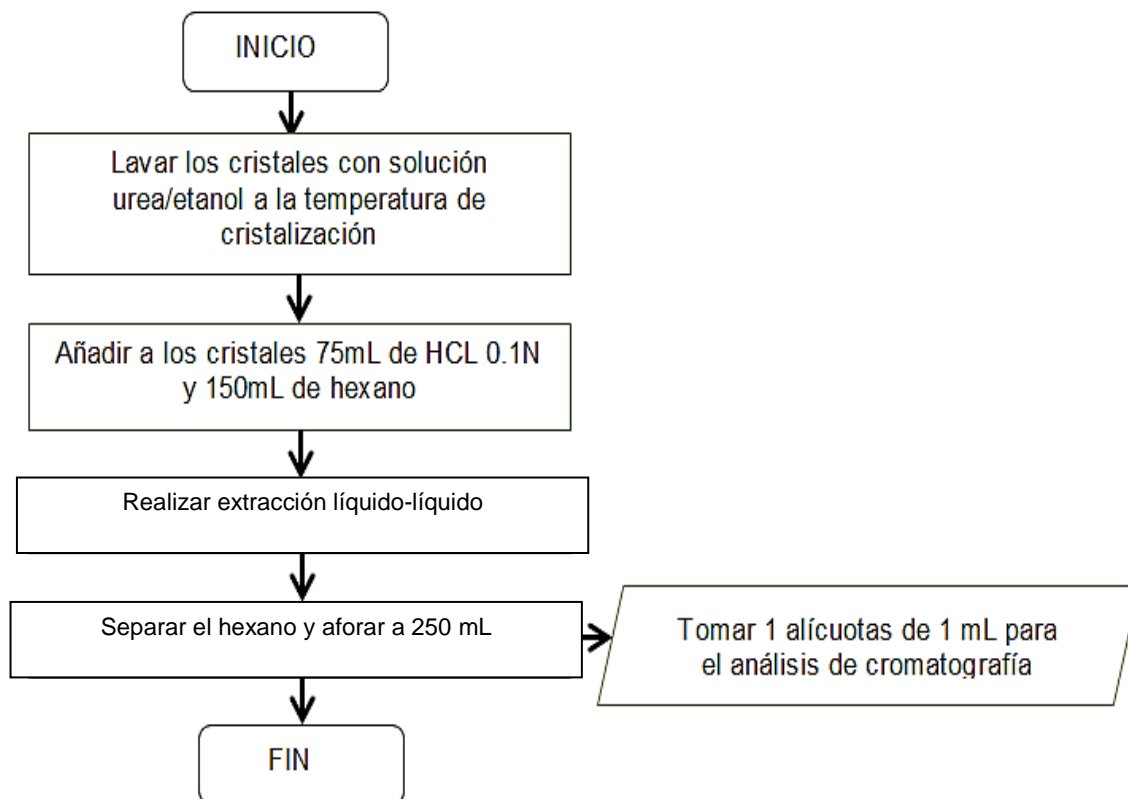 INICIO
Lavar los cristales con solución
urea/etanol a la temperatura de
cristalización
Añadir a los cristales 75mL de HCL 0.1N
y 150mL de hexano
Realizar extracción líquido-líquido
Separar el hexano y aforar a 250 mL
Tomar 1 alícuotas de 1 mL para
el análisis de cromatografía
FIN